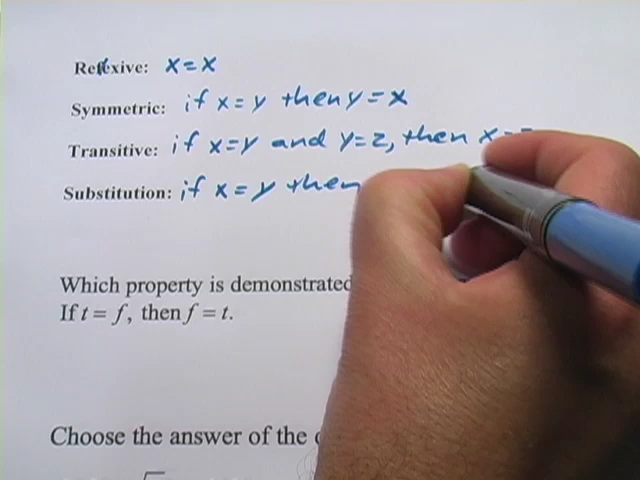 Reflexive: x = x
Symmetric: if x = y then y = x
Transitive: if x = y and y = z, then x =
Substitution: if x = y then
Which property is demonstrated
If t = f, then f = t.
Choose the answer of the